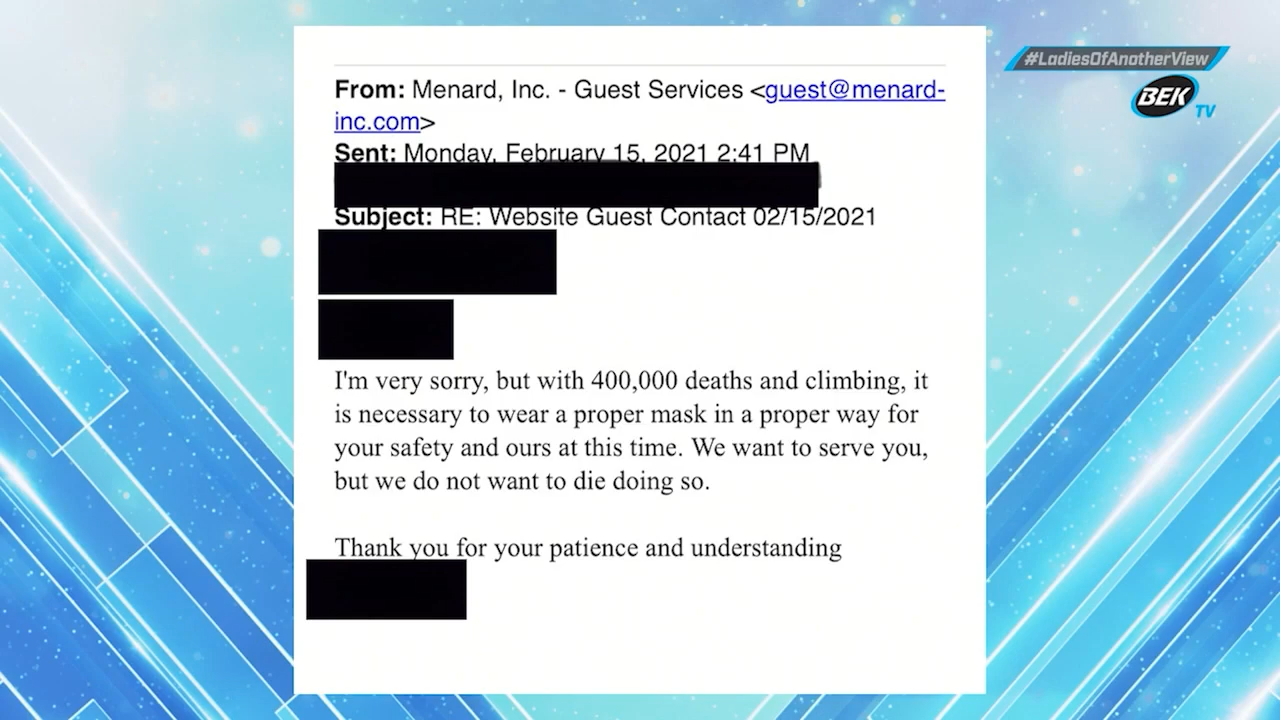 #LadiesOfAnotherView
BEK TV
From: Menard, Inc. - Guest Services <guest@menard-
inc.com>
Sent: Monday, February 15, 2021 2:41 PM
Subject: RE: Website Guest Contact 02/15/2021
I'm very sorry, but with 400,000 deaths and climbing, it
is necessary to wear a proper mask in a proper way for
your safety and ours at this time. We want to serve you,
but we do not want to die doing so.
Thank you for your patience and understanding